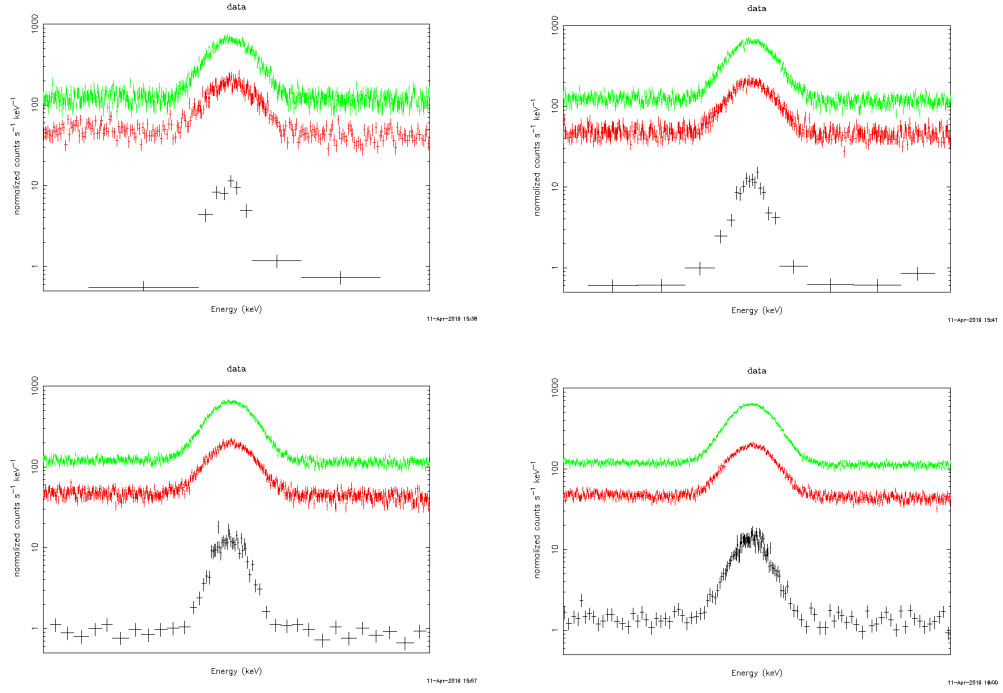 data
1000
100
10
1
normalized counts s⁻¹ keV⁻¹
Energy (keV)
11-Apr-2019 15:38
data
1000
100
10
1
normalized counts s⁻¹ keV⁻¹
Energy (keV)
11-Apr-2019 15:41
data
1000
100
10
1
normalized counts s⁻¹ keV⁻¹
Energy (keV)
11-Apr-2019 15:57
data
1000
100
10
1
normalized counts s⁻¹ keV⁻¹
Energy (keV)
11-Apr-2019 16:00